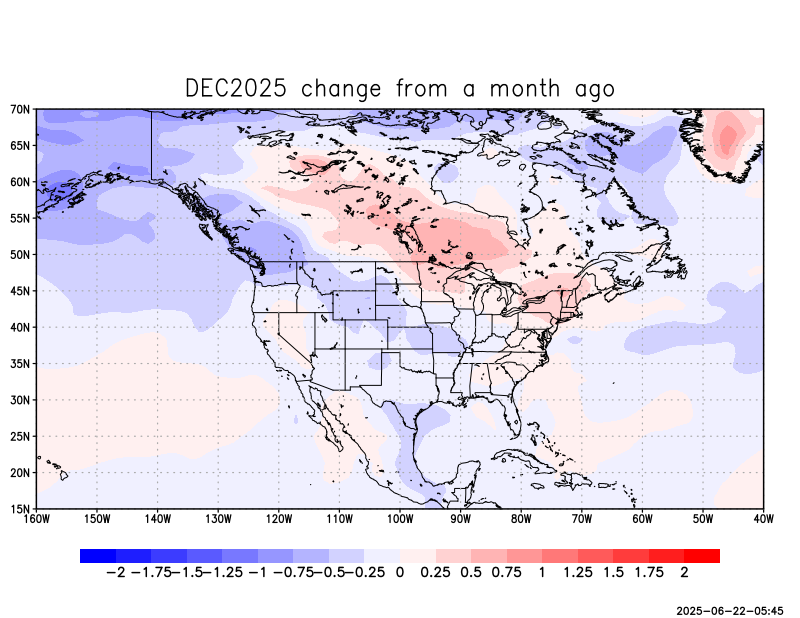 DEC2025 change from a month ago
70N
65N
60N
55N
50N
45N
40N
35N
30N
25N
20N
15N
160W 150W 140W 130W 120W 110W 100W 90W 80W 70W 60W 50W 40W
−2 −1.75 −1.5 −1.25 −1 −0.75 −0.5 −0.25 0 0.25 0.5 0.75 1 1.25 1.5 1.75 2
2025-06-22-05:45